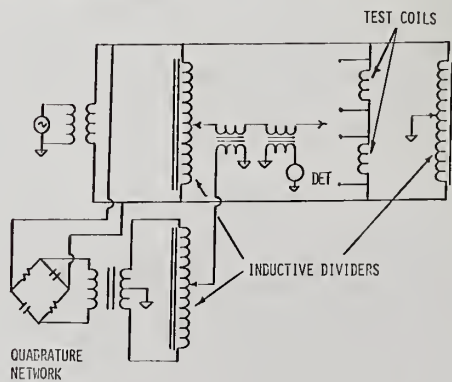 TEST COILS
DET
INDUCTIVE DIVIDERS
QUADRATURE
NETWORK